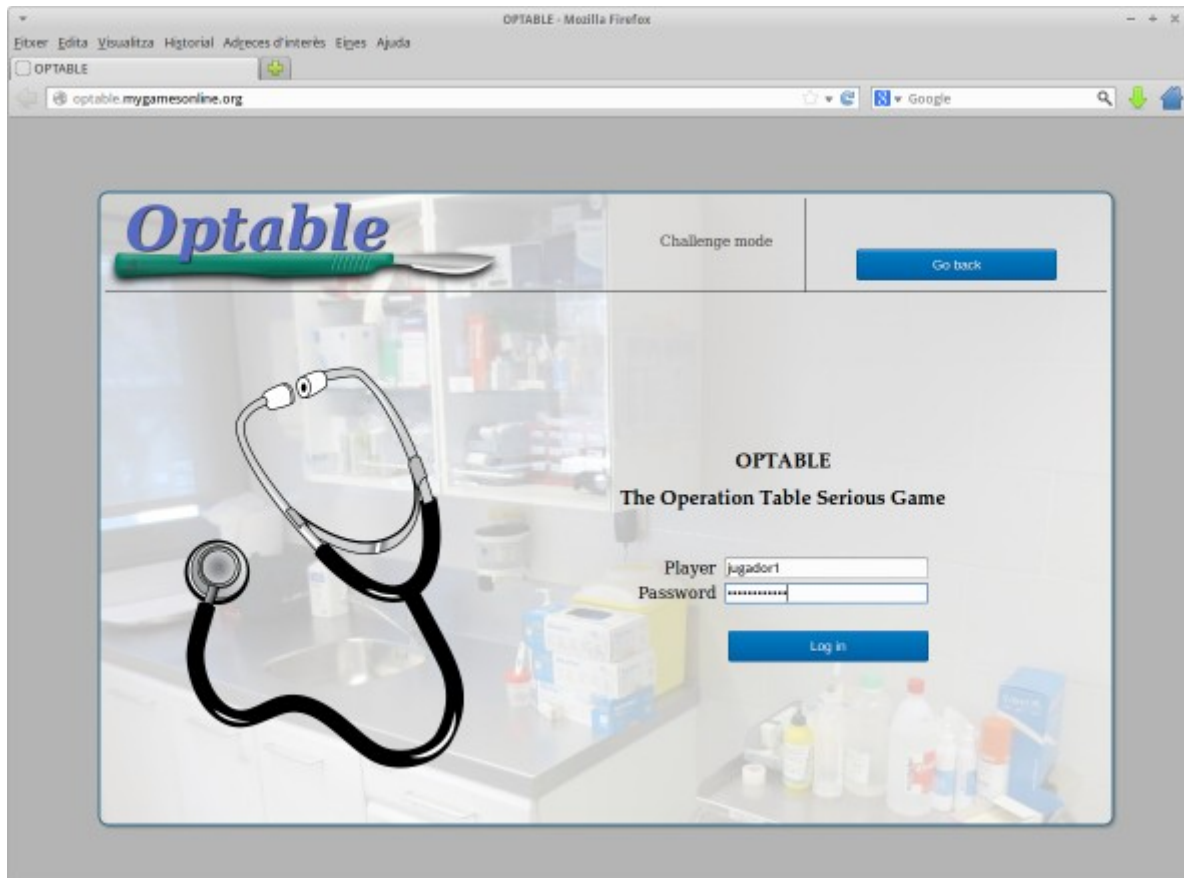 OPTABLE - Mozilla Firefox
Fitxer Edita Visualitza Historial Adreces d'interès Eines Ajuda
OPTABLE
optable.mygamesonline.org
Google
Optable
Challenge mode
Go back
OPTABLE
The Operation Table Serious Game
Player jugador1
Password ••••••••••••
Log in